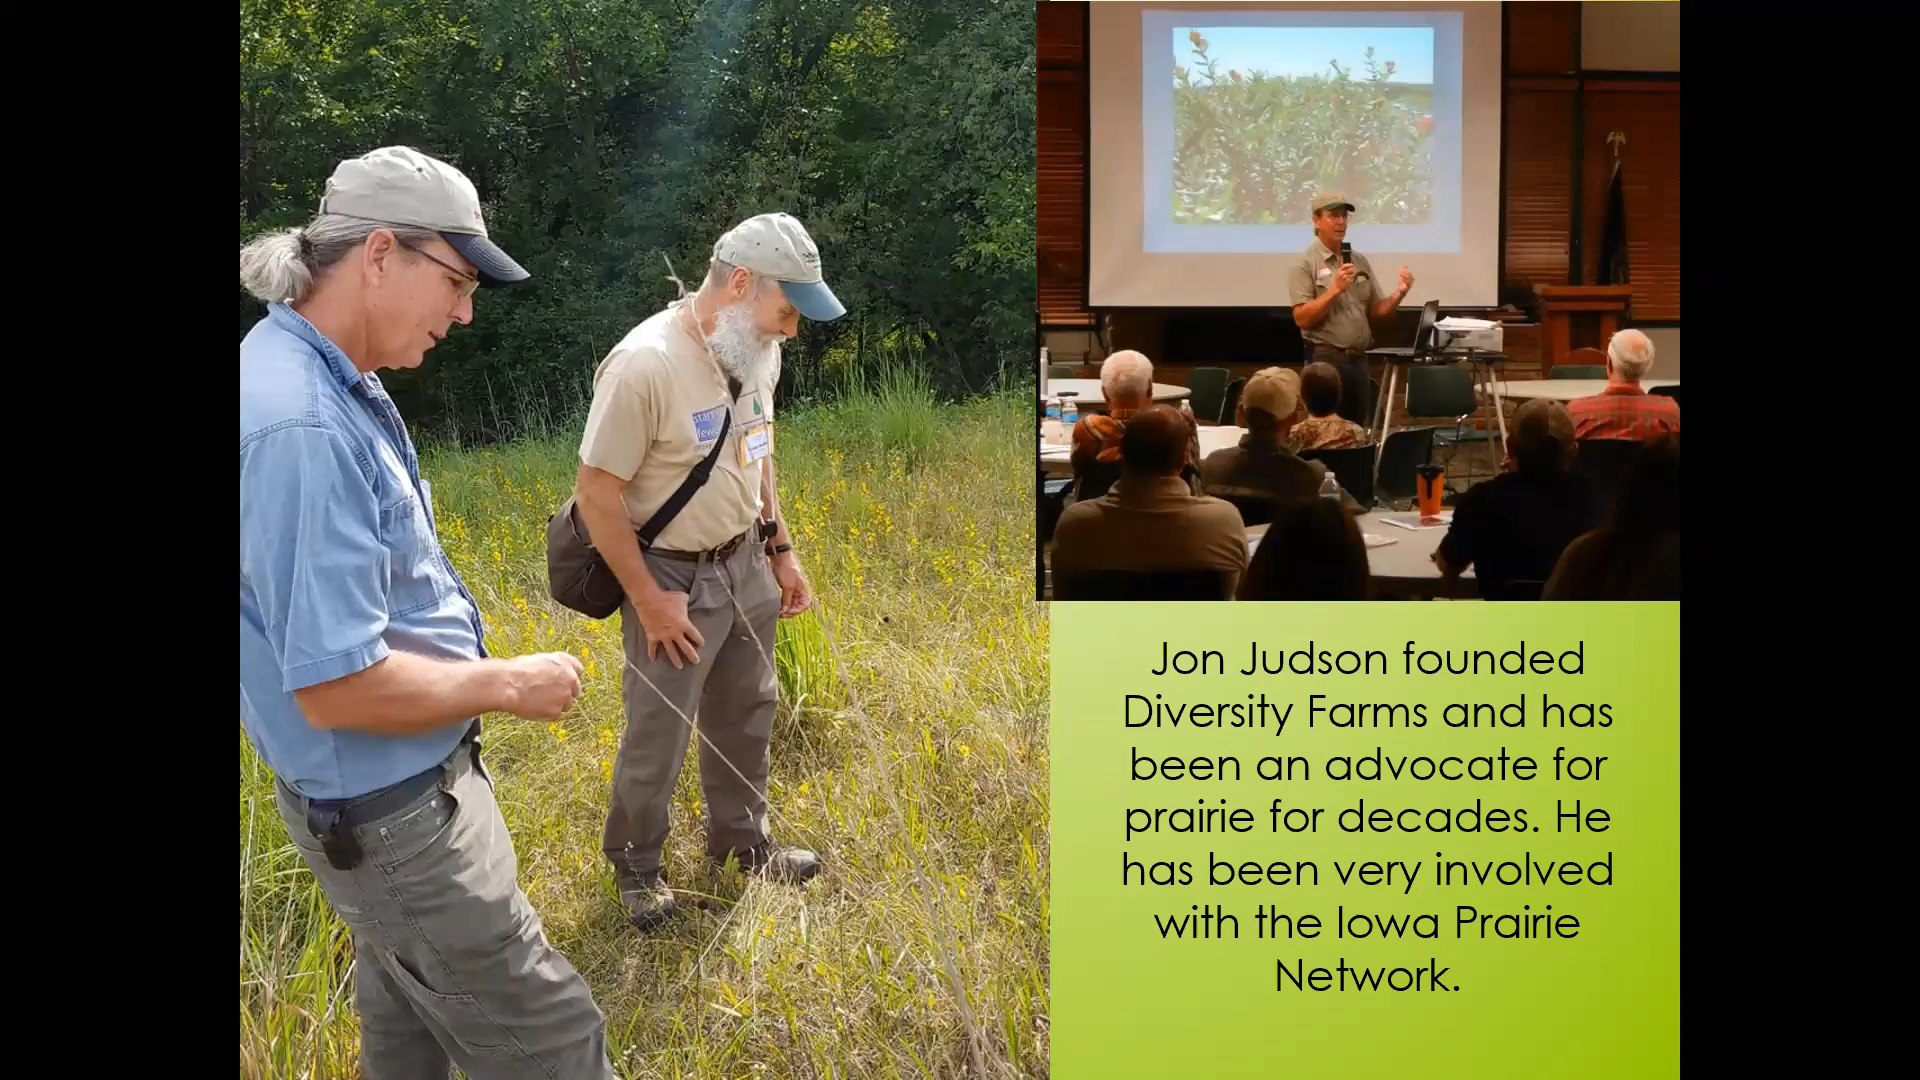 Jon Judson founded
Diversity Farms and has
been an advocate for
prairie for decades. He
has been very involved
with the Iowa Prairie
Network.